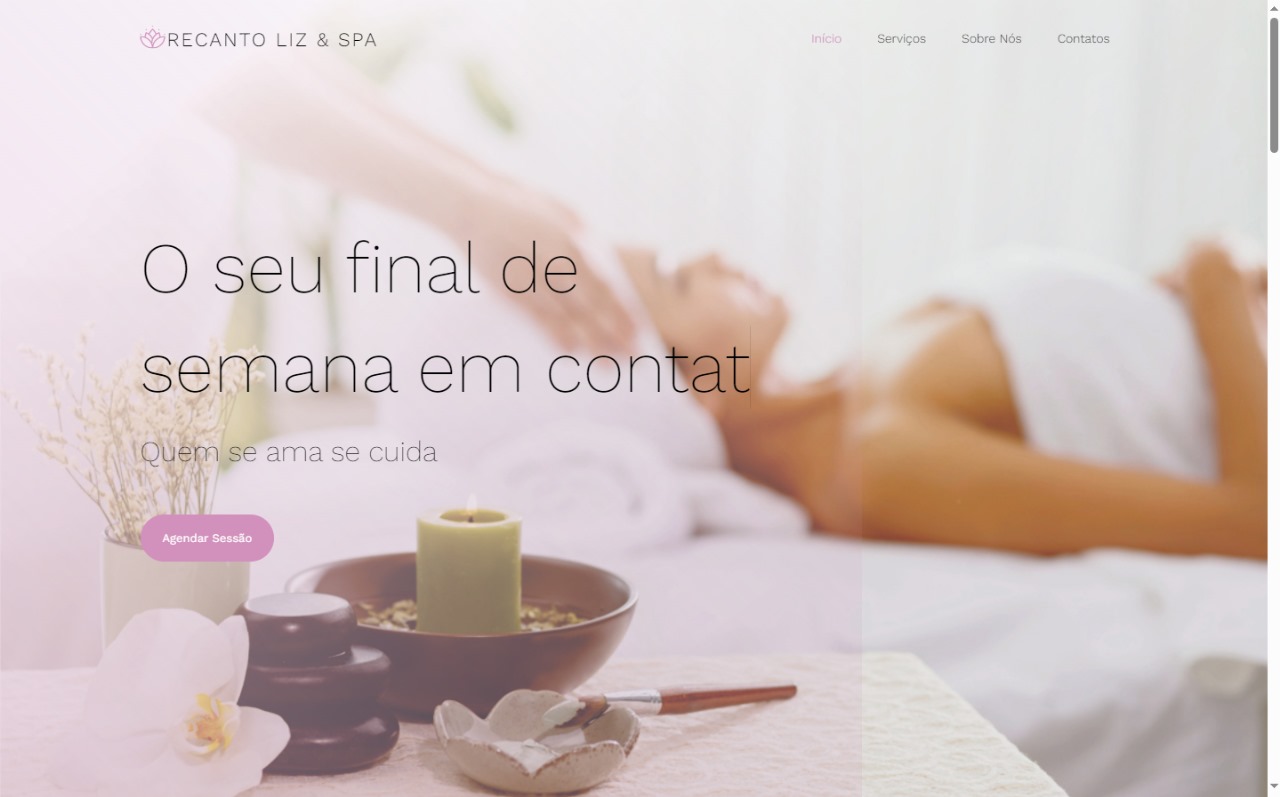 RECANTO LIZ & SPA
Início Serviços Sobre Nós Contatos
O seu final de
semana em contat
Quem se ama se cuida
Agendar Sessão